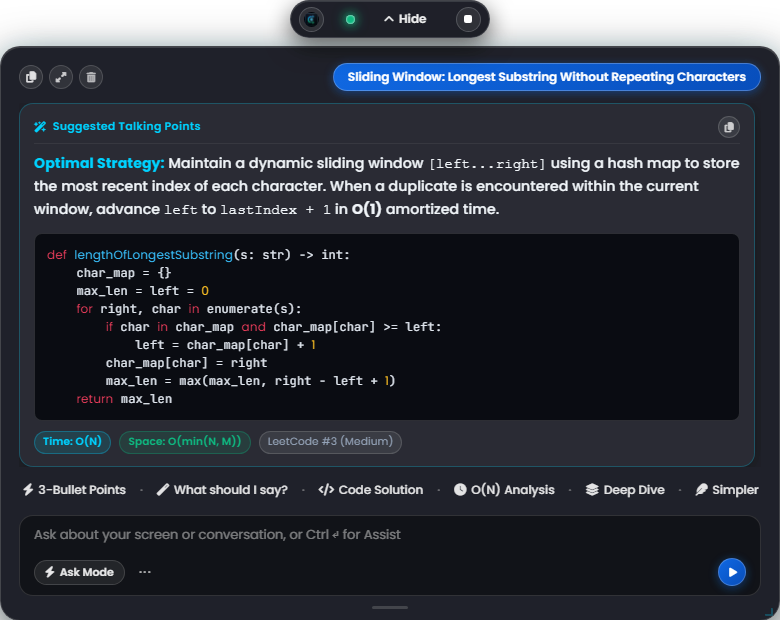 Hide
Sliding Window: Longest Substring Without Repeating Characters
Suggested Talking Points
Optimal Strategy: Maintain a dynamic sliding window [left...right] using a hash map to store
the most recent index of each character. When a duplicate is encountered within the current
window, advance left to lastIndex + 1 in O(1) amortized time.
def lengthOfLongestSubstring(s: str) -> int:
    char_map = {}
    max_len = left = 0
    for right, char in enumerate(s):
        if char in char_map and char_map[char] >= left:
            left = char_map[char] + 1
        char_map[char] = right
        max_len = max(max_len, right - left + 1)
    return max_len
Time: O(N) Space: O(min(N, M)) LeetCode #3 (Medium)
3-Bullet Points · What should I say? · Code Solution · O(N) Analysis · Deep Dive · Simpler
Ask about your screen or conversation, or Ctrl ↵ for Assist
Ask Mode ···